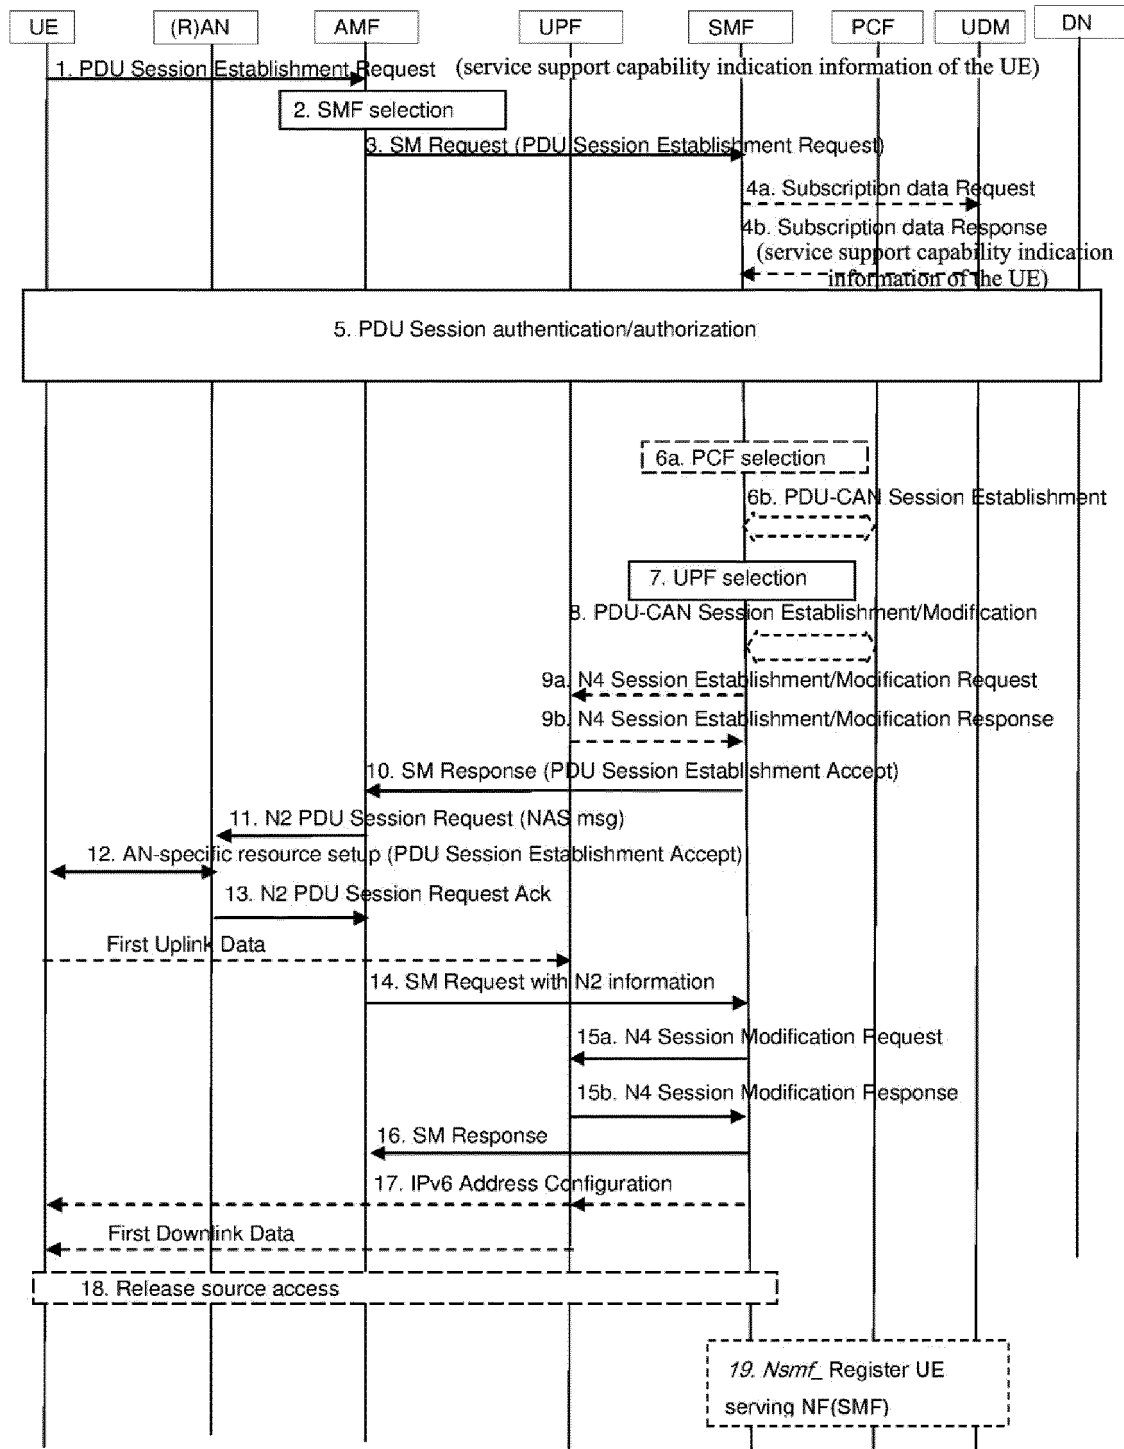 UE (R)AN AMF UPF SMF PCF UDM DN
1. PDU Session Establishment Request (service support capability indication information of the UE)
2. SMF selection
3. SM Request (PDU Session Establishment Request)
4a. Subscription data Request
4b. Subscription data Response
(service support capability indication
information of the UE)
5. PDU Session authentication/authorization
6a. PCF selection
6b. PDU-CAN Session Establishment
7. UPF selection
8. PDU-CAN Session Establishment/Modification
9a. N4 Session Establishment/Modification Request
9b. N4 Session Establishment/Modification Response
10. SM Response (PDU Session Establishment Accept)
11. N2 PDU Session Request (NAS msg)
12. AN-specific resource setup (PDU Session Establishment Accept)
13. N2 PDU Session Request Ack
First Uplink Data
14. SM Request with N2 information
15a. N4 Session Modification Request
15b. N4 Session Modification Response
16. SM Response
17. IPv6 Address Configuration
First Downlink Data
18. Release source access
19. Nsmf_ Register UE
serving NF(SMF)